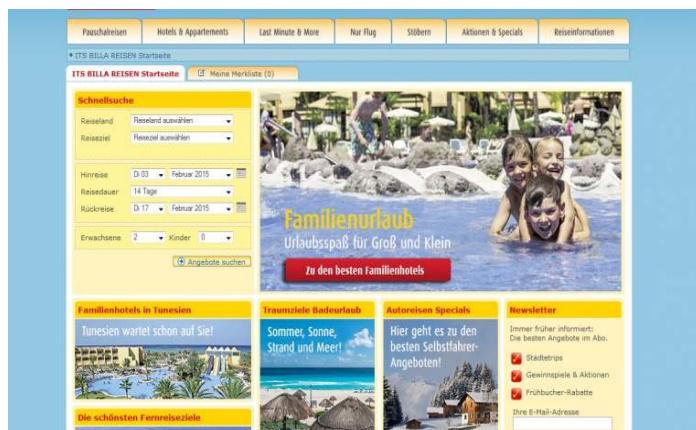 Pauschalreisen
Hotels & Appartements
Last Minute & More
Nur Flug
Stöbern
Aktionen & Specials
Reiseinformationen
ITS BILLA REISEN Startseite
ITS BILLA REISEN Startseite
Meine Merkliste (0)
Schnellsuche
Reiseland Reiseland auswählen
Reiseziel Reiseziel auswählen
Hinreise Di 03 Februar 2015
Reisedauer 14 Tage
Rückreise Di 17 Februar 2015
Erwachsene 2 Kinder 0
Angebote suchen
Familienurlaub
Urlaubsspaß für Groß und Klein
Zu den besten Familienhotels
Familienhotels in Tunesien
Tunesien wartet schon auf Sie!
Die schönsten Fernreiseziele
Traumziele Badeurlaub
Sommer, Sonne,
Strand und Meer!
Autoreisen Specials
Hier geht es zu den
besten Selbstfahrer-
Angeboten!
Newsletter
Immer früher informiert:
Die besten Angebote im Abo.
Städtetrips
Gewinnspiele & Aktionen
Frühbucher-Rabatte
Ihre E-Mail-Adresse